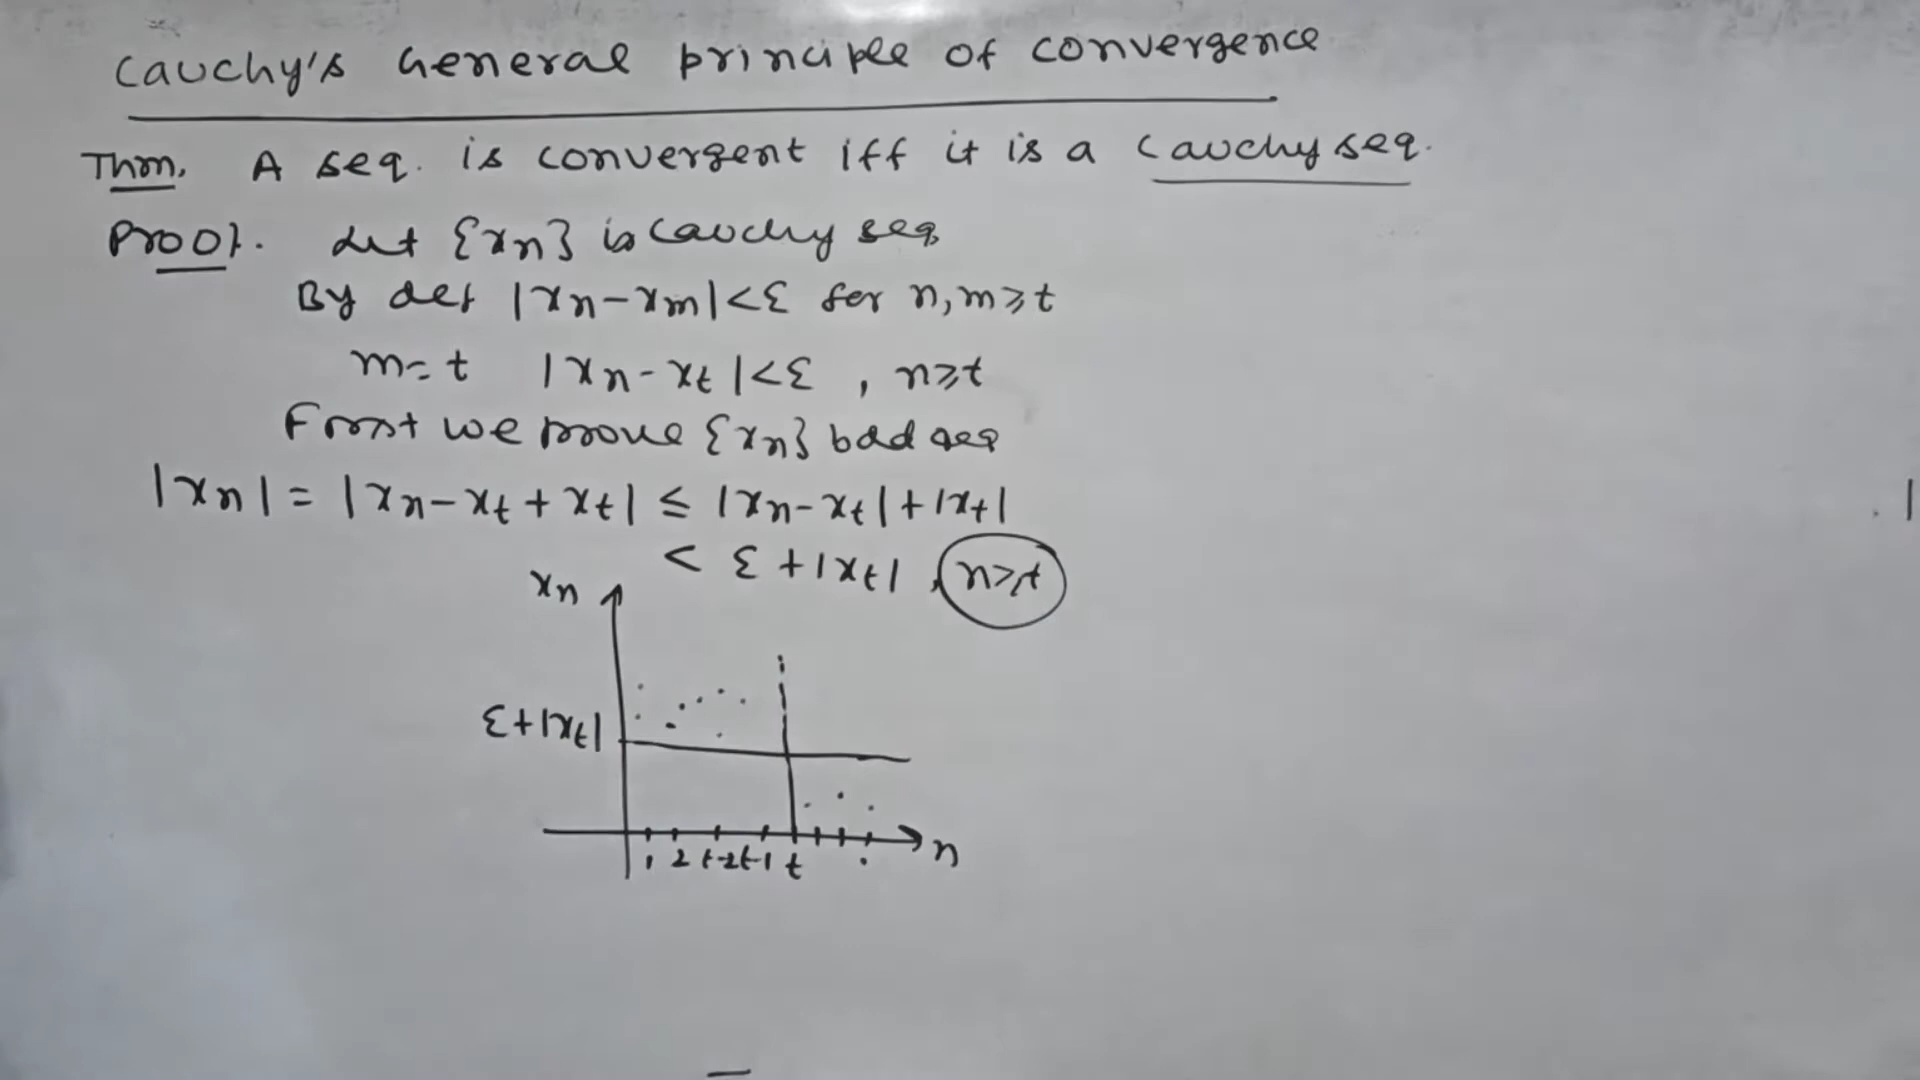 Cauchy's General principle of convergence
Thm. A seq. is convergent iff it is a Cauchy seq.
Proof. Let {xn} is Cauchy seq
By def |xn-xm|<ε for n,m≥t
m=t |xn-xt|<ε , n≥t
First we prove {xn} bdd seq
|xn| = |xn-xt+xt| ≤ |xn-xt|+|xt|
< ε+|xt|, n≥t
xn
ε+|xt|
1 2 t-2 t-1 t
n